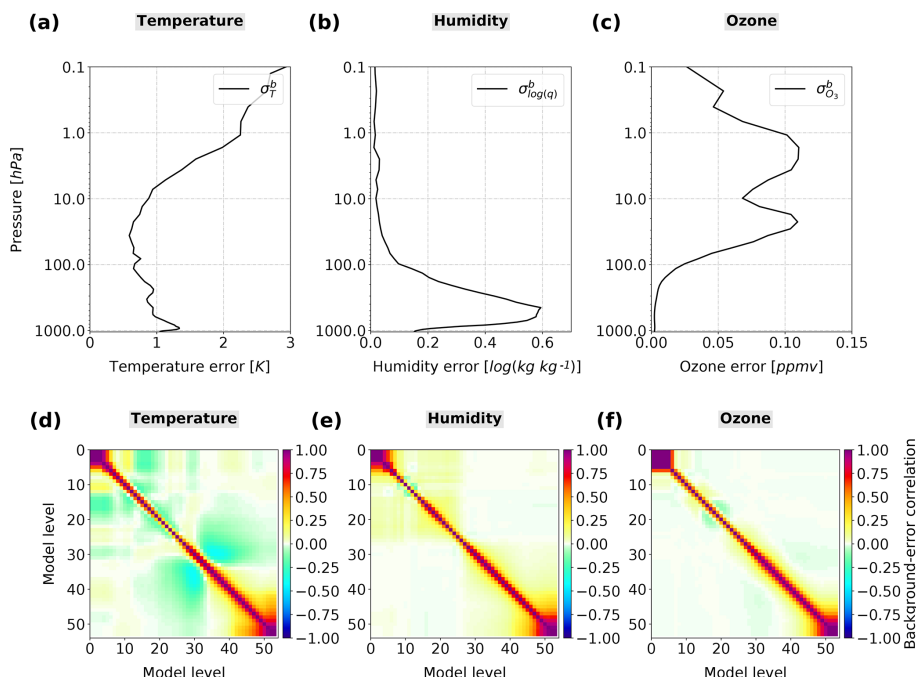 (a) Temperature (b) Humidity (c) Ozone
0.1 0.1 0.1
σ_T^b σ_log(q)^b σ_O₃^b
1.0 1.0 1.0
10.0 10.0 10.0
100.0 100.0 100.0
1000.0 1000.0 1000.0
Pressure [hPa]
0 1 2 3 0.0 0.2 0.4 0.6 0.00 0.05 0.10 0.15
Temperature error [K] Humidity error [log(kg kg⁻¹)] Ozone error [ppmv]
(d) Temperature (e) Humidity (f) Ozone
0 1.00 0 1.00 0 1.00
0.75 0.75 0.75
10 10 10
0.50 0.50 0.50
20 0.25 20 0.25 20 0.25
0.00 0.00 0.00
30 30 30
−0.25 −0.25 −0.25
40 −0.50 40 −0.50 40 −0.50
−0.75 −0.75 −0.75
50 50 50
−1.00 −1.00 −1.00
Model level
Background-error correlation
0 10 20 30 40 50 0 10 20 30 40 50 0 10 20 30 40 50
Model level Model level Model level